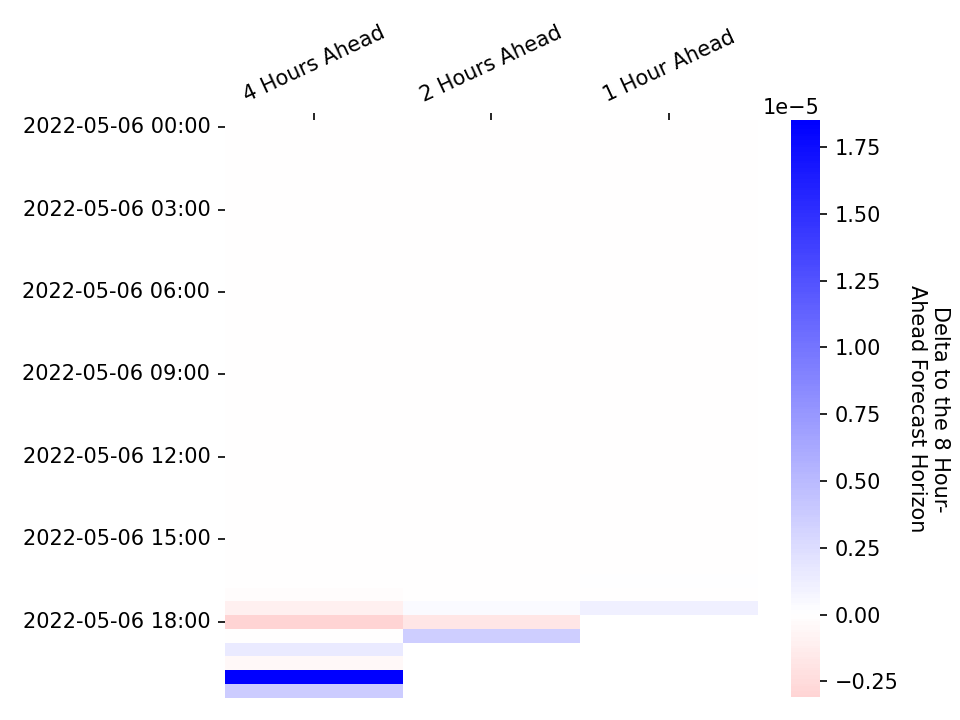 4 Hours Ahead
2 Hours Ahead
1 Hour Ahead
1e−5
2022-05-06 00:00
2022-05-06 03:00
2022-05-06 06:00
2022-05-06 09:00
2022-05-06 12:00
2022-05-06 15:00
2022-05-06 18:00
1.75
1.50
1.25
1.00
0.75
0.50
0.25
0.00
−0.25
Delta to the 8 Hour-
Ahead Forecast Horizon